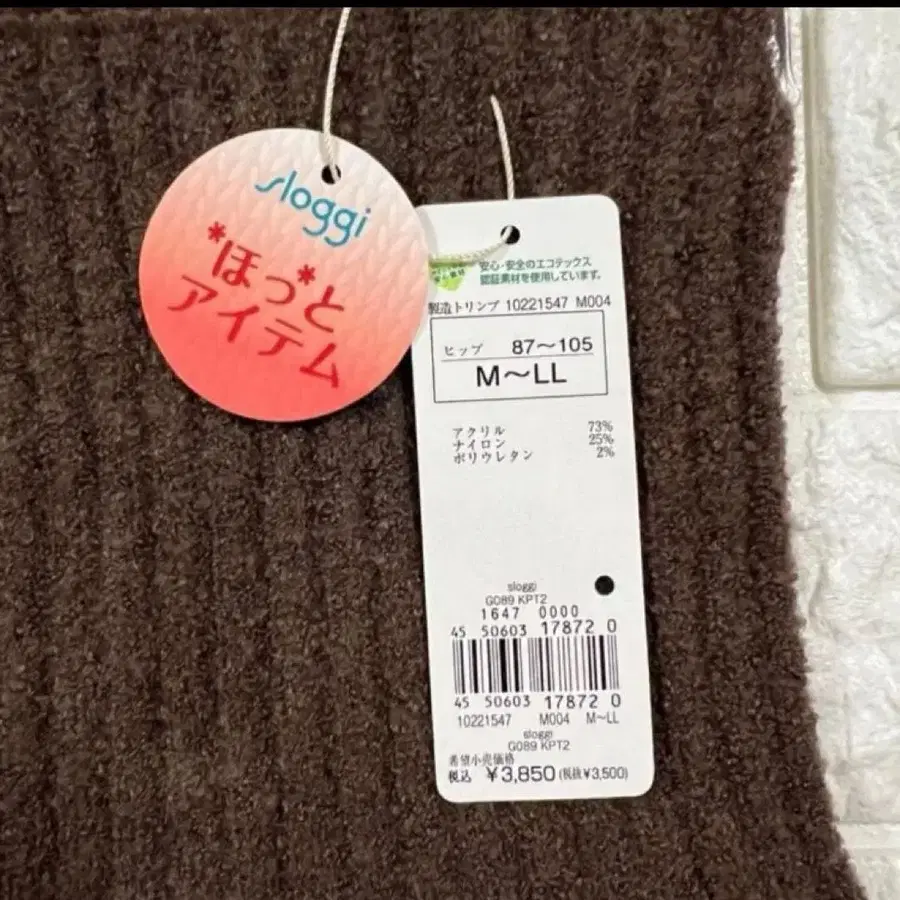 sloggi
*ほっ*と
アイテム
安心・安全のエコテックス
認証素材を使用しています。
製造トリンプ 10221547 M004
ヒップ 87～105
M～LL
アクリル 73%
ナイロン 25%
ポリウレタン 2%
sloggi
G089 KPT2
1647 0000
45 50603 17872 0
45 50603 17872 0
10221547 M004 M～LL
sloggi
G089 KPT2
希望小売価格
税込 ¥3,850 (税抜¥3,500)